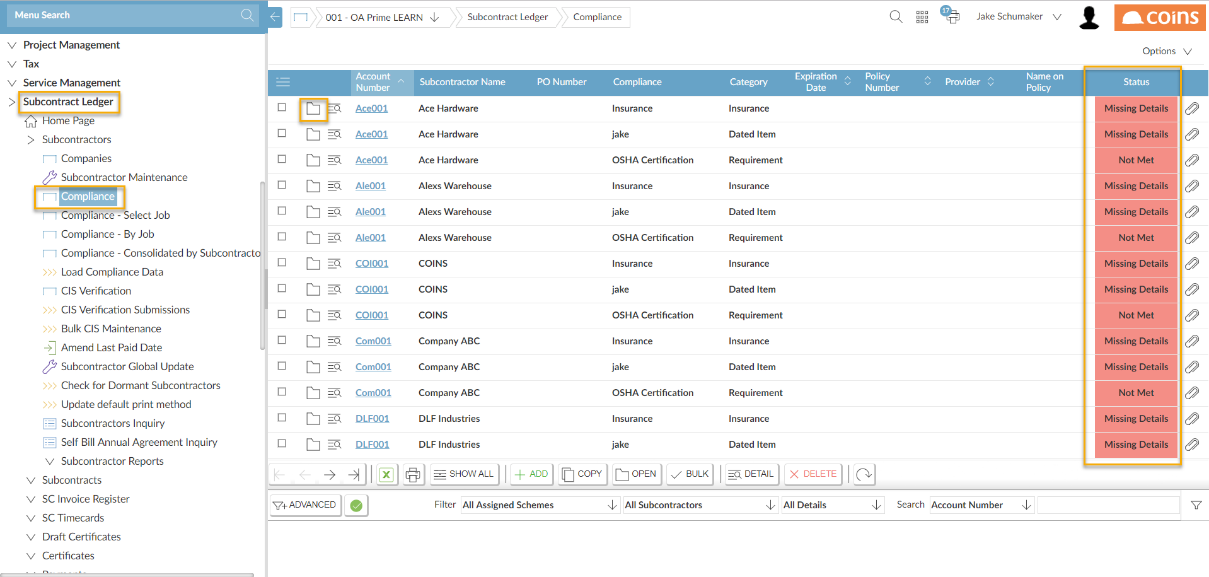 Menu Search
001 - OA Prime LEARN
Subcontract Ledger
Compliance
17
Jake Schumaker
coins
Options
Project Management
Tax
Service Management
Subcontract Ledger
Home Page
Subcontractors
Companies
Subcontractor Maintenance
Compliance
Compliance - Select Job
Compliance - By Job
Compliance - Consolidated by Subcontracto
Load Compliance Data
CIS Verification
CIS Verification Submissions
Bulk CIS Maintenance
Amend Last Paid Date
Subcontractor Global Update
Check for Dormant Subcontractors
Update default print method
Subcontractors Inquiry
Self Bill Annual Agreement Inquiry
Subcontractor Reports
Subcontracts
SC Invoice Register
SC Timecards
Draft Certificates
Certificates
Account Number Subcontractor Name PO Number Compliance Category Expiration Date Policy Number Provider Name on Policy Status
Ace001 Ace Hardware Insurance Insurance Missing Details
Ace001 Ace Hardware jake Dated Item Missing Details
Ace001 Ace Hardware OSHA Certification Requirement Not Met
Ale001 Alexs Warehouse Insurance Insurance Missing Details
Ale001 Alexs Warehouse jake Dated Item Missing Details
Ale001 Alexs Warehouse OSHA Certification Requirement Not Met
COI001 COINS Insurance Insurance Missing Details
COI001 COINS jake Dated Item Missing Details
COI001 COINS OSHA Certification Requirement Not Met
Com001 Company ABC Insurance Insurance Missing Details
Com001 Company ABC jake Dated Item Missing Details
Com001 Company ABC OSHA Certification Requirement Not Met
DLF001 DLF Industries Insurance Insurance Missing Details
DLF001 DLF Industries jake Dated Item Missing Details
SHOW ALL ADD COPY OPEN BULK DETAIL DELETE
ADVANCED Filter All Assigned Schemes All Subcontractors All Details Search Account Number